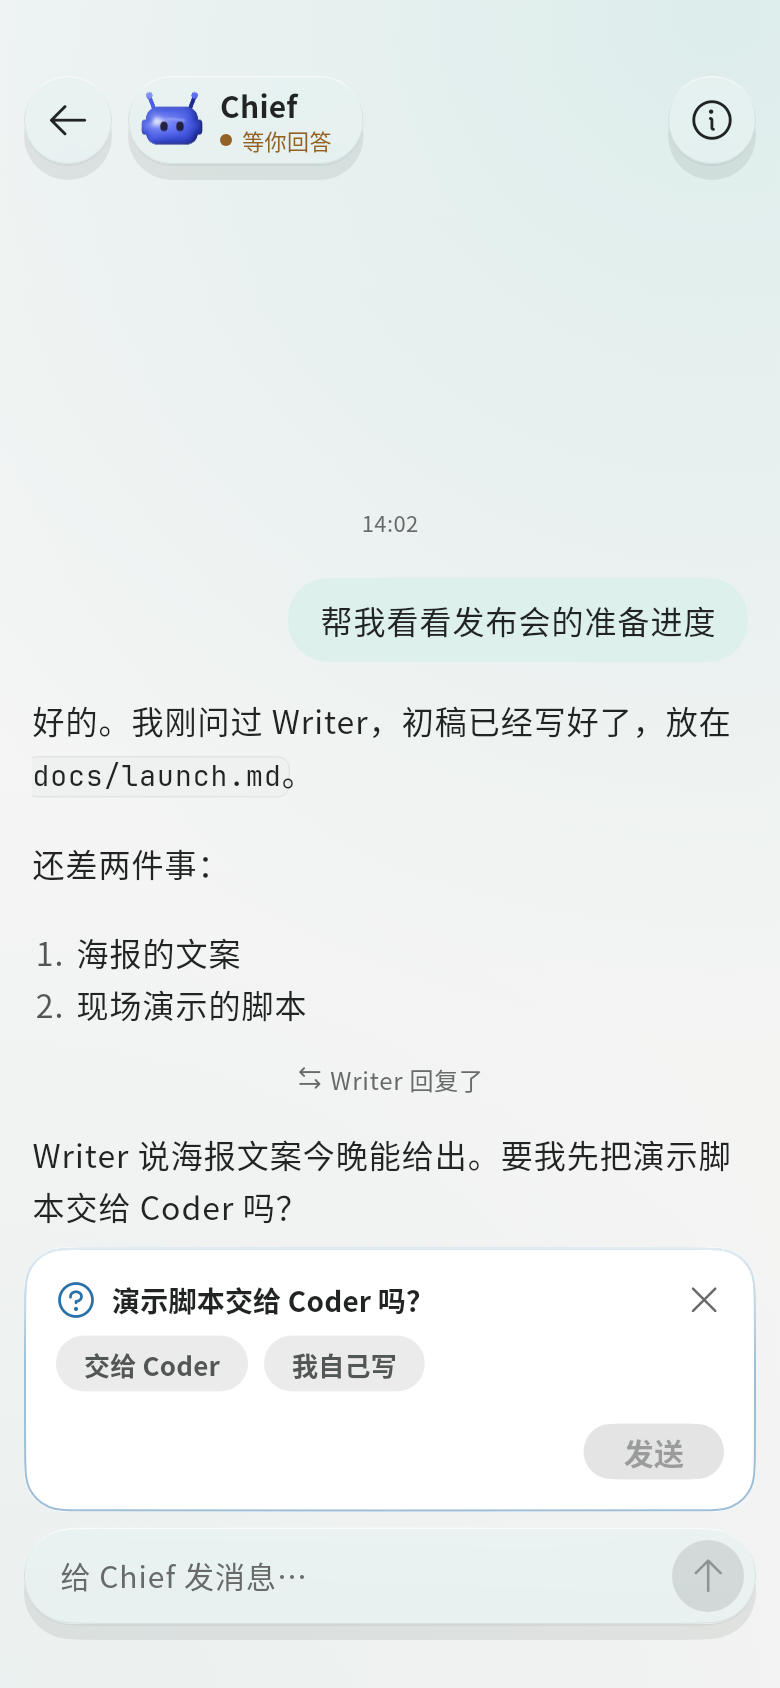 Chief
等你回答
14:02
帮我看看发布会的准备进度
好的。我刚问过 Writer，初稿已经写好了，放在
docs/launch.md。
还差两件事：
1. 海报的文案
2. 现场演示的脚本
Writer 回复了
Writer 说海报文案今晚能给出。要我先把演示脚
本交给 Coder 吗？
演示脚本交给 Coder 吗？
交给 Coder
我自己写
发送
给 Chief 发消息…